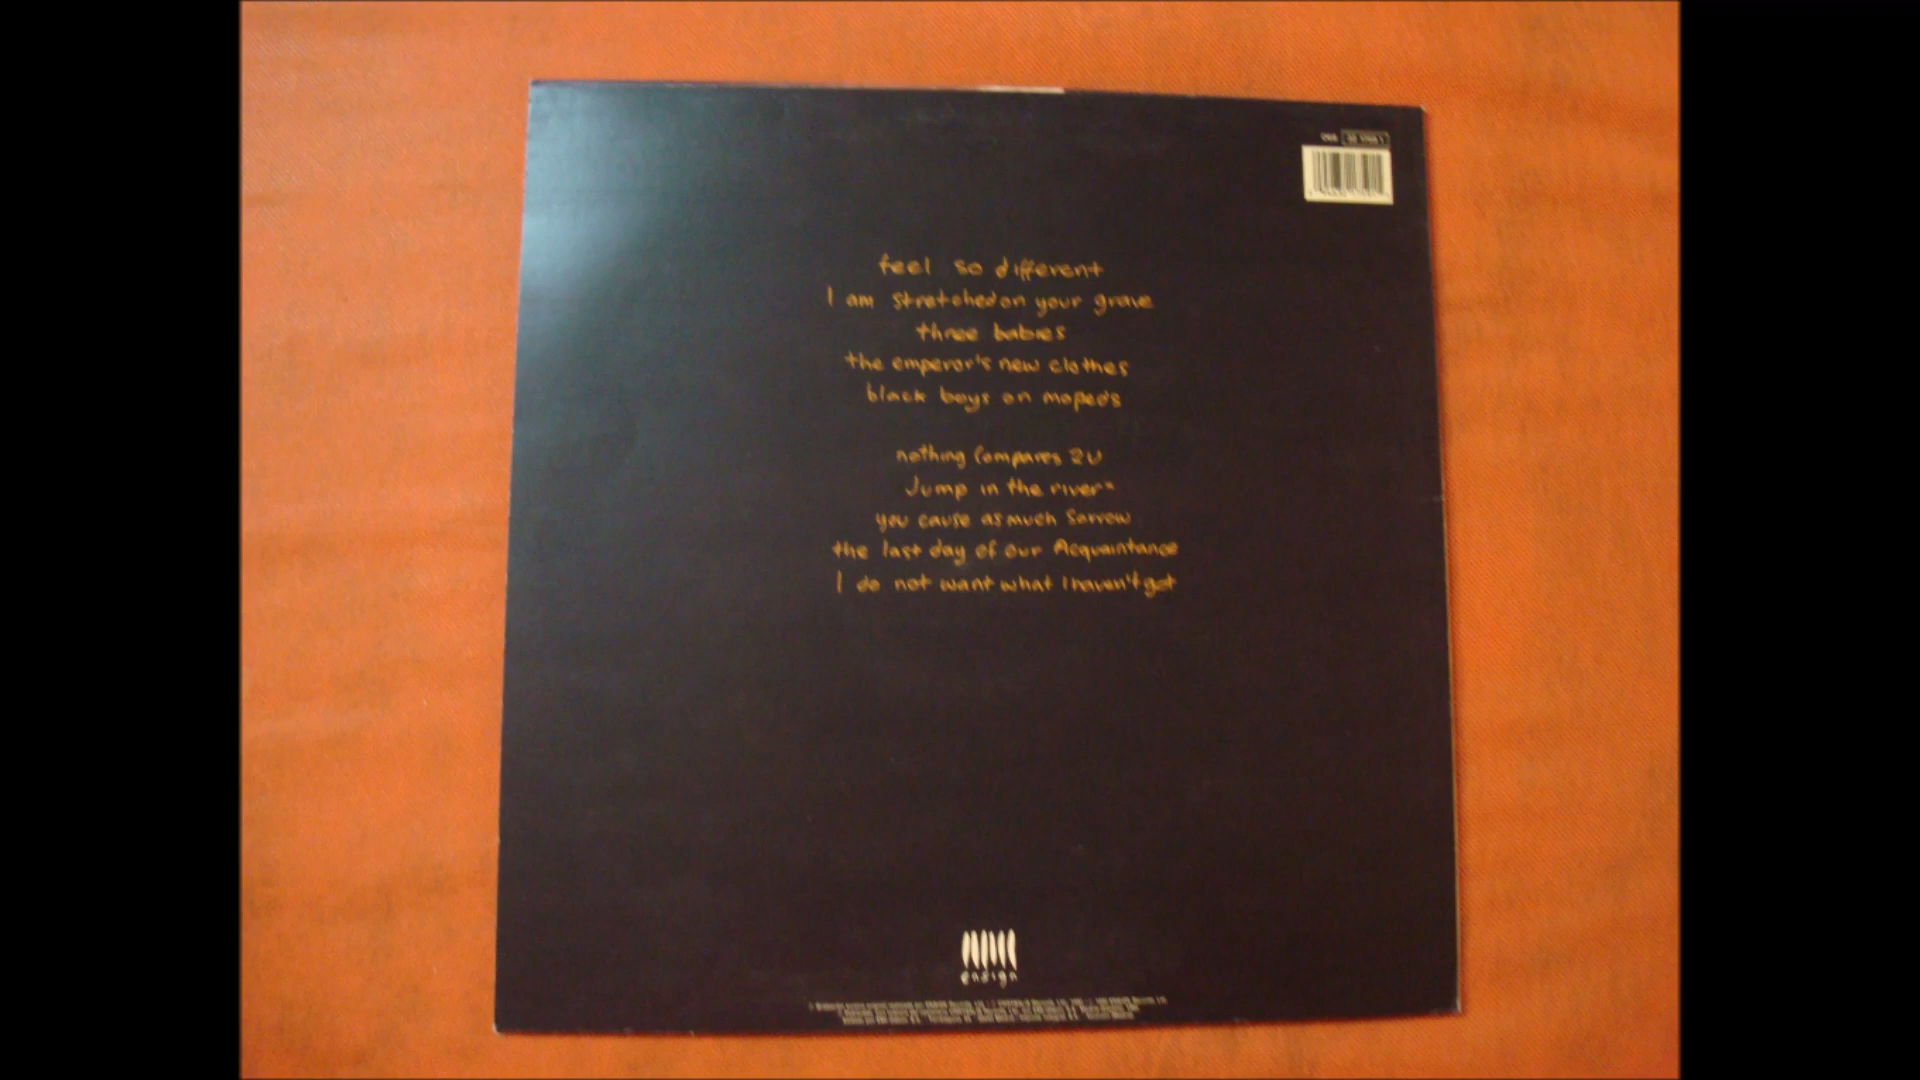 feel so different
I am stretched on your grave
three babies
the emperor's new clothes
black boys on mopeds
nothing Compares 2U
Jump in the river
you cause as much Sorrow
the last day of our Acquaintance
I do not want what I haven't got
ensign